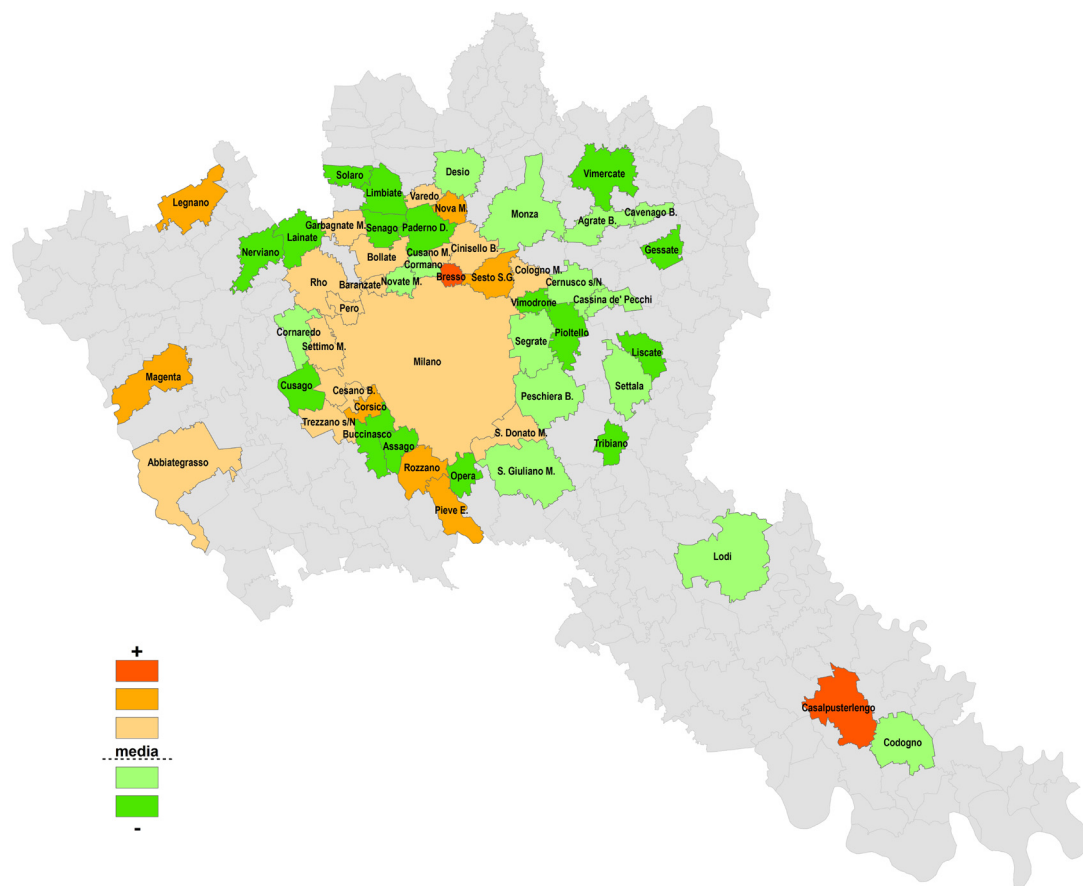 Solaro
Desio
Vimercate
Limbiate
Legnano
Varedo
Nova M.
Monza
Cavenago B.
Agrate B.
Garbagnate M.
Senago
Paderno D.
Lainate
Nerviano
Cinisello B.
Gessate
Cusano M.
Bollate
Cormano
Cologno M.
Bresso
Sesto S.G.
Rho
Baranzate
Novate M.
Cernusco s/N
Pero
Vimodrone
Cassina de' Pecchi
Cornaredo
Pioltello
Segrate
Settimo M.
Liscate
Milano
Magenta
Cusago
Settala
Cesano B.
Peschiera B.
Corsico
Trezzano s/N
Buccinasco
S. Donato M.
Assago
Tribiano
Abbiategrasso
Rozzano
Opera
S. Giuliano M.
Pieve E.
Lodi
+
media
-
Casalpusterlengo
Codogno